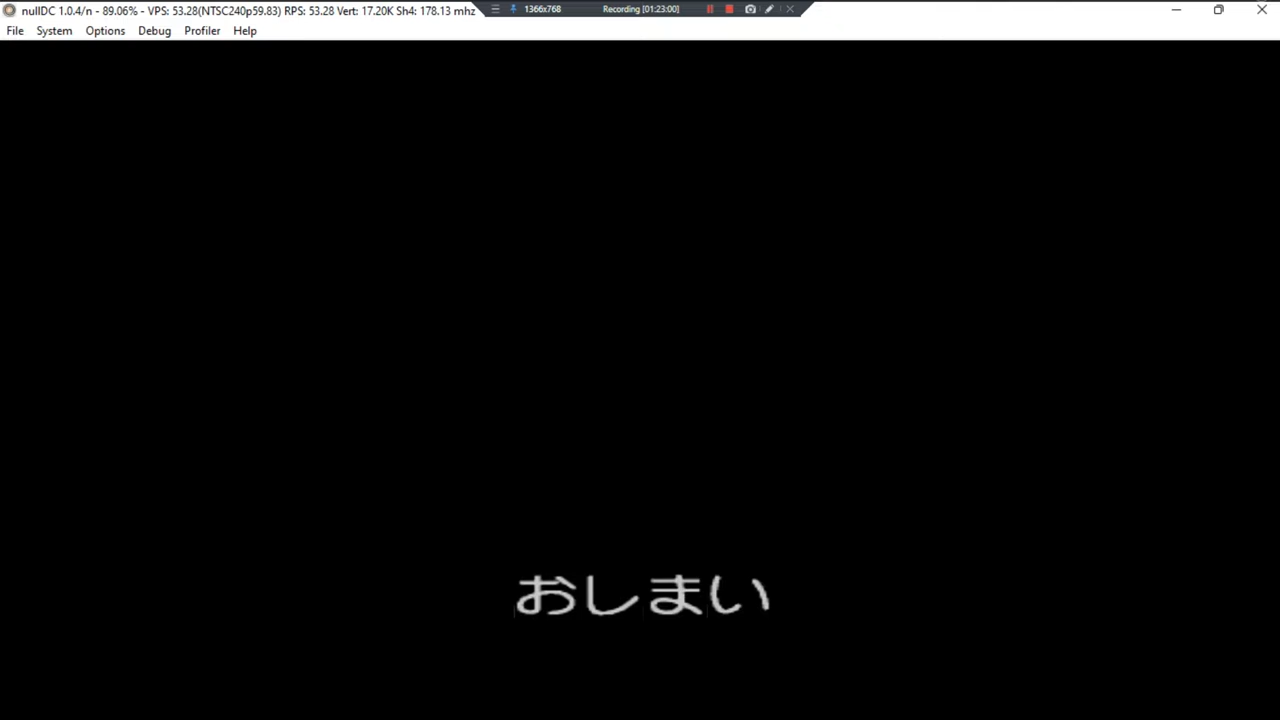 nullDC 1.0.4/n - 89.06% - VPS: 53.28(NTSC240p59.83) RPS: 53.28 Vert: 17.20K Sh4: 178.13 mhz
1366x768 Recording [01:23:00]
File System Options Debug Profiler Help
おしまい